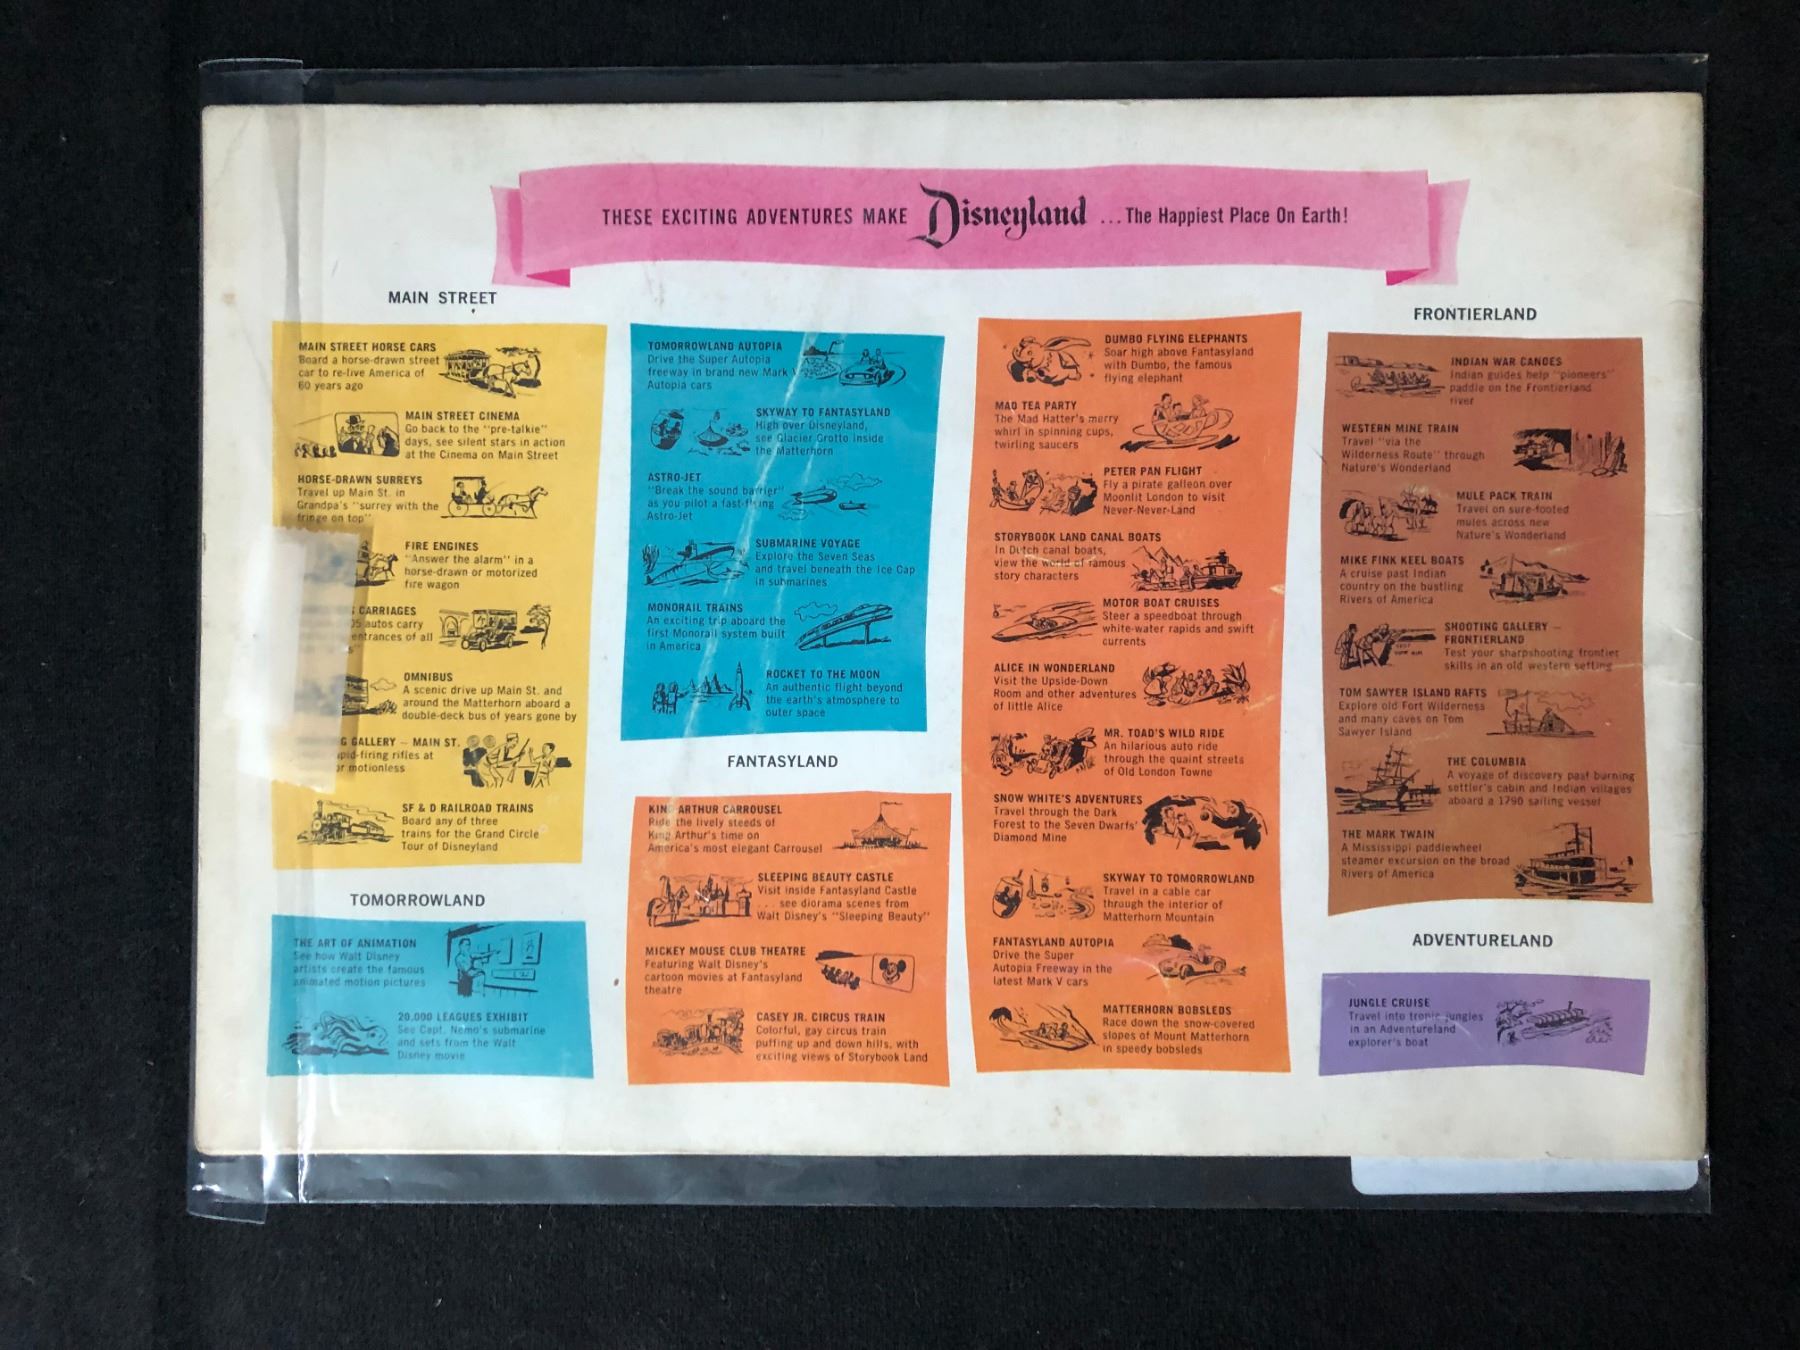 THESE EXCITING ADVENTURES MAKE Disneyland ...The Happiest Place On Earth!
MAIN STREET
MAIN STREET HORSE CARS
Board a horse-drawn street
car to re-live America of
60 years ago
MAIN STREET CINEMA
Go back to the "pre-talkie"
days, see silent stars in action
at the Cinema on Main Street
HORSE-DRAWN SURREYS
Travel up Main St. in
Grandpa's "surrey with the
fringe on top"
FIRE ENGINES
"Answer the alarm" in a
horse-drawn or motorized
fire wagon
CARRIAGES
autos carry
entrances of all
OMNIBUS
A scenic drive up Main St. and
around the Matterhorn aboard a
double-deck bus of years gone by
GALLERY — MAIN ST.
rifles at
motionless
SF & D RAILROAD TRAINS
Board any of three
trains for the Grand Circle
Tour of Disneyland
TOMORROWLAND
THE ART OF ANIMATION
See how Walt Disney
artists create the famous
animated motion pictures
20,000 LEAGUES EXHIBIT
See Capt. Nemo's submarine
and sets from the Walt
Disney movie
TOMORROWLAND AUTOPIA
Drive the Super Autopia
freeway in brand new Mark V
Autopia cars
SKYWAY TO FANTASYLAND
High over Disneyland,
see Glacier Grotto inside
the Matterhorn
ASTRO-JET
"Break the sound barrier"
as you pilot a fast-flying
Astro-Jet
SUBMARINE VOYAGE
Explore the Seven Seas
and travel beneath the Ice Cap
in submarines
MONORAIL TRAINS
An exciting trip aboard the
first Monorail system built
in America
ROCKET TO THE MOON
An authentic flight beyond
the earth's atmosphere to
outer space
FANTASYLAND
KING ARTHUR CARROUSEL
Ride the lively steeds of
King Arthur's time on
America's most elegant Carrousel
SLEEPING BEAUTY CASTLE
Visit inside Fantasyland Castle
... see diorama scenes from
Walt Disney's "Sleeping Beauty"
MICKEY MOUSE CLUB THEATRE
Featuring Walt Disney's
cartoon movies at Fantasyland
theatre
CASEY JR. CIRCUS TRAIN
Colorful, gay circus train
puffing up and down hills, with
exciting views of Storybook Land
DUMBO FLYING ELEPHANTS
Soar high above Fantasyland
with Dumbo, the famous
flying elephant
MAD TEA PARTY
The Mad Hatter's merry
whirl in spinning cups,
twirling saucers
PETER PAN FLIGHT
Fly a pirate galleon over
Moonlit London to visit
Never-Never-Land
STORYBOOK LAND CANAL BOATS
In Dutch canal boats,
view the world of famous
story characters
MOTOR BOAT CRUISES
Steer a speedboat through
white-water rapids and swift
currents
ALICE IN WONDERLAND
Visit the Upside-Down
Room and other adventures
of little Alice
MR. TOAD'S WILD RIDE
An hilarious auto ride
through the quaint streets
of Old London Towne
SNOW WHITE'S ADVENTURES
Travel through the Dark
Forest to the Seven Dwarfs'
Diamond Mine
SKYWAY TO TOMORROWLAND
Travel in a cable car
through the interior of
Matterhorn Mountain
FANTASYLAND AUTOPIA
Drive the Super
Autopia Freeway in the
latest Mark V cars
MATTERHORN BOBSLEDS
Race down the snow-covered
slopes of Mount Matterhorn
in speedy bobsleds
FRONTIERLAND
INDIAN WAR CANOES
Indian guides help "pioneers"
paddle on the Frontierland
river
WESTERN MINE TRAIN
Travel "via the
Wilderness Route" through
Nature's Wonderland
MULE PACK TRAIN
Travel on sure-footed
mules across new
Nature's Wonderland
MIKE FINK KEEL BOATS
A cruise past Indian
country on the bustling
Rivers of America
SHOOTING GALLERY —
FRONTIERLAND
Test your sharpshooting frontier
skills in an old western setting
TOM SAWYER ISLAND RAFTS
Explore old Fort Wilderness
and many caves on Tom
Sawyer Island
THE COLUMBIA
A voyage of discovery past burning
settler's cabin and Indian villages
aboard a 1790 sailing vessel
THE MARK TWAIN
A Mississippi paddlewheel
steamer excursion on the broad
Rivers of America
ADVENTURELAND
JUNGLE CRUISE
Travel into tropic jungles
in an Adventureland
explorer's boat